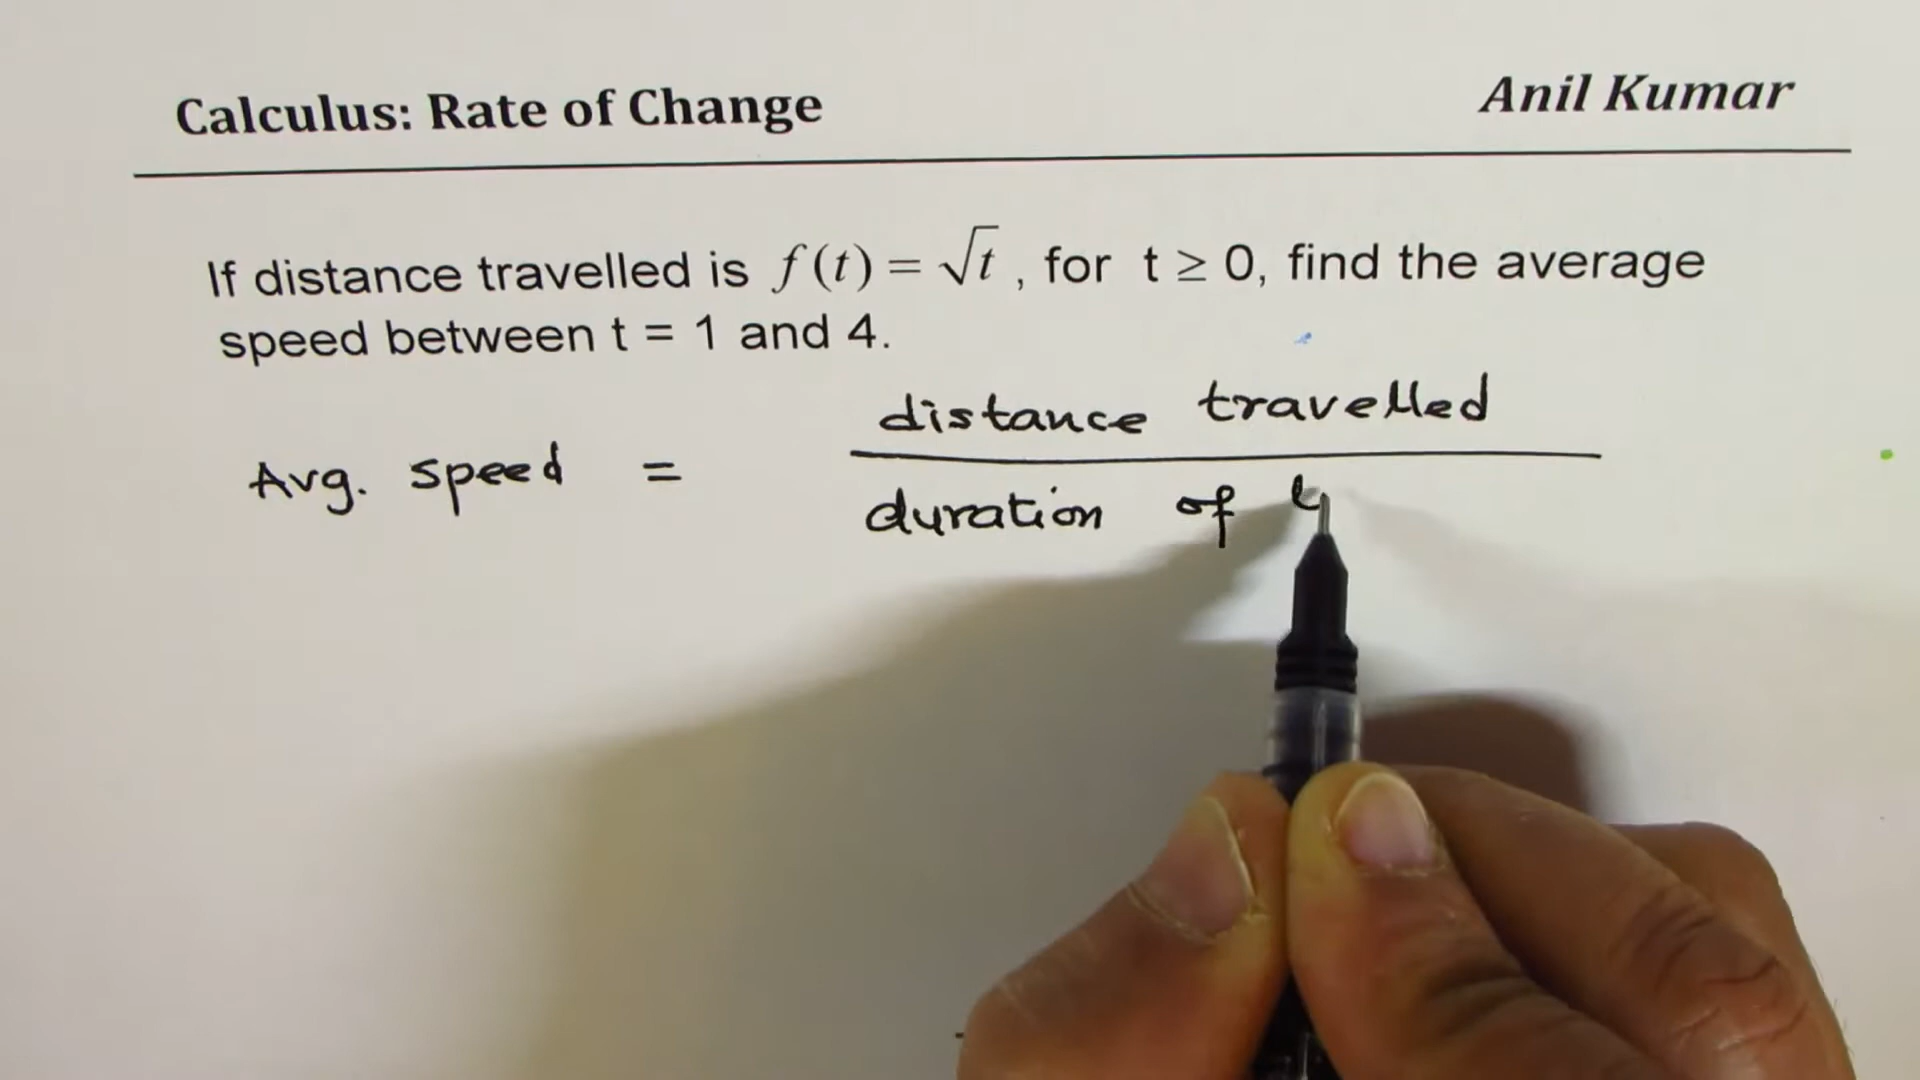 Calculus: Rate of Change Anil Kumar
If distance travelled is f(t) = √t , for t ≥ 0, find the average
speed between t = 1 and 4.
Avg. speed = distance travelled
duration of